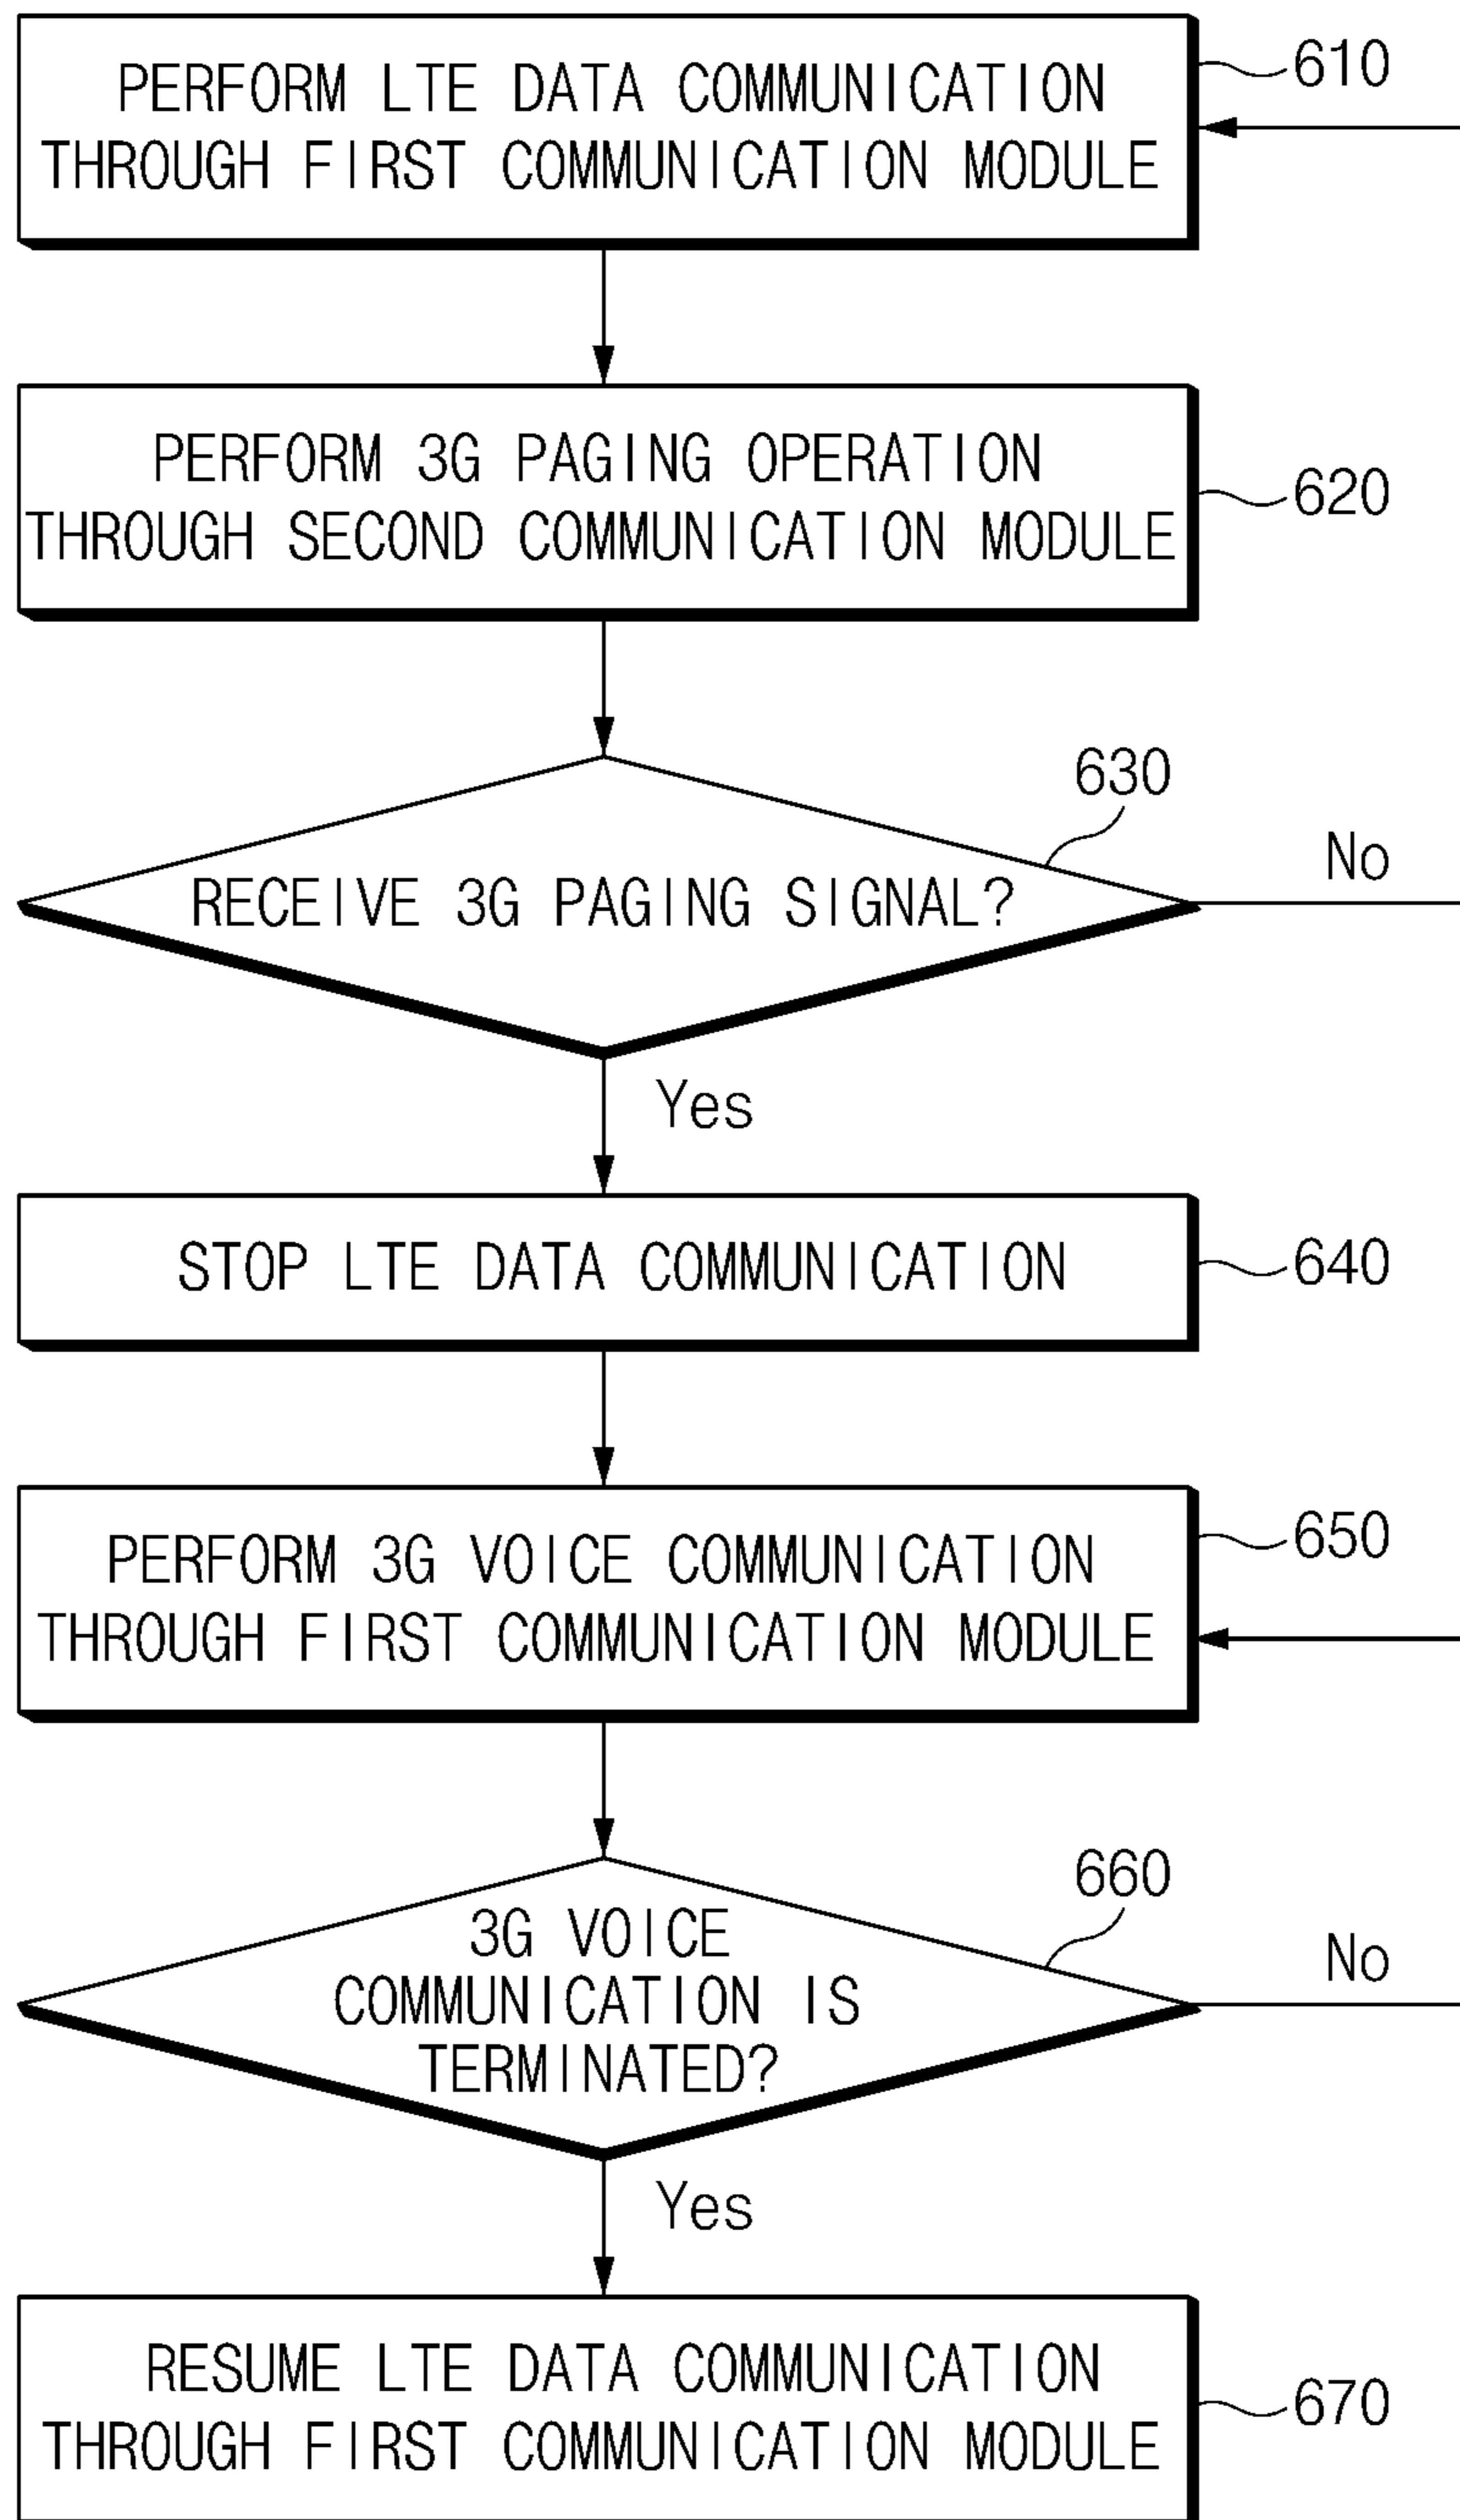 PERFORM LTE DATA COMMUNICATION
THROUGH FIRST COMMUNICATION MODULE
610
PERFORM 3G PAGING OPERATION
THROUGH SECOND COMMUNICATION MODULE
620
630
RECEIVE 3G PAGING SIGNAL?
No
Yes
STOP LTE DATA COMMUNICATION
640
PERFORM 3G VOICE COMMUNICATION
THROUGH FIRST COMMUNICATION MODULE
650
660
3G VOICE
COMMUNICATION IS
TERMINATED?
No
Yes
RESUME LTE DATA COMMUNICATION
THROUGH FIRST COMMUNICATION MODULE
670